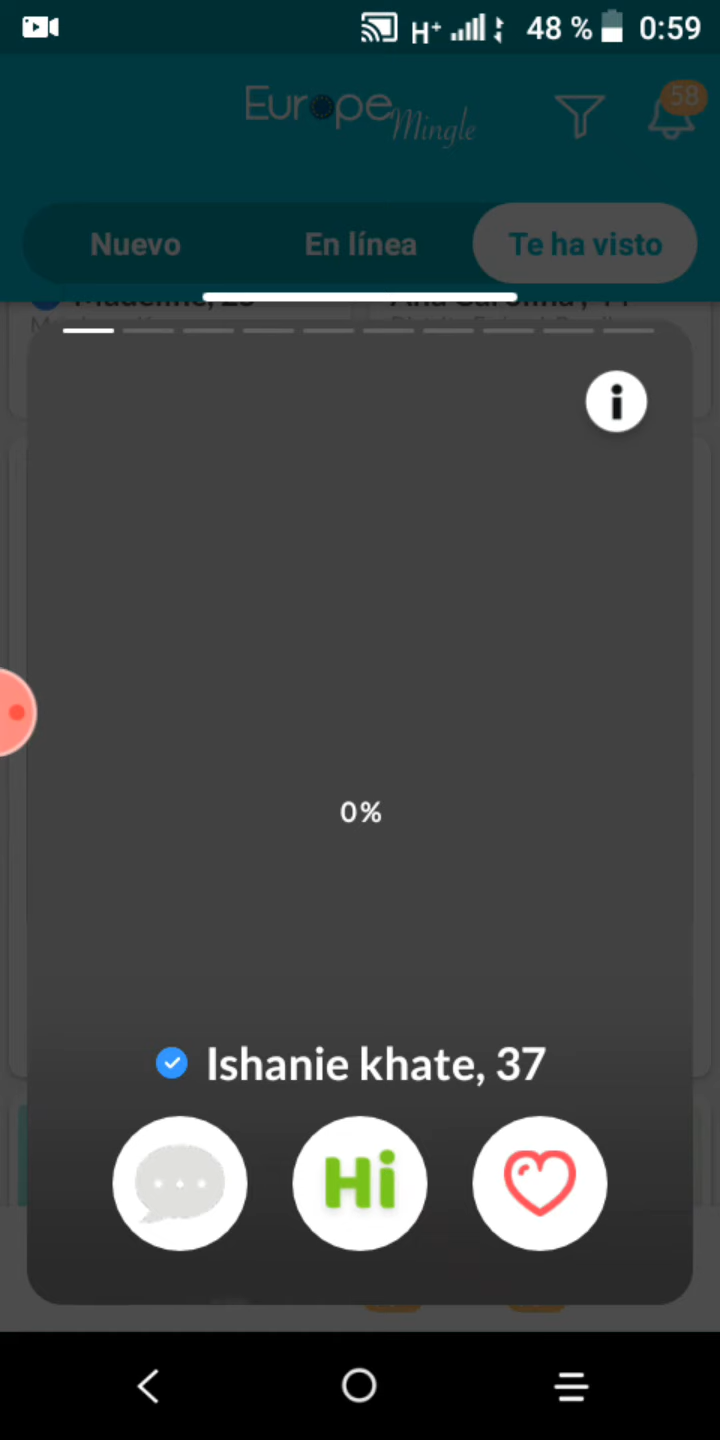 H+ 48 % 0:59
Europe Mingle
58
Nuevo En línea Te ha visto
0%
Ishanie khate, 37
Hi